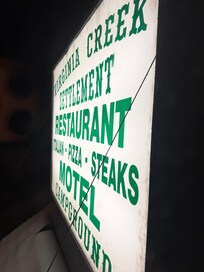 VIRGINIA CREEK
SETTLEMENT
RESTAURANT
ITALIAN - PIZZA - STEAKS
MOTEL
CAMPGROUND